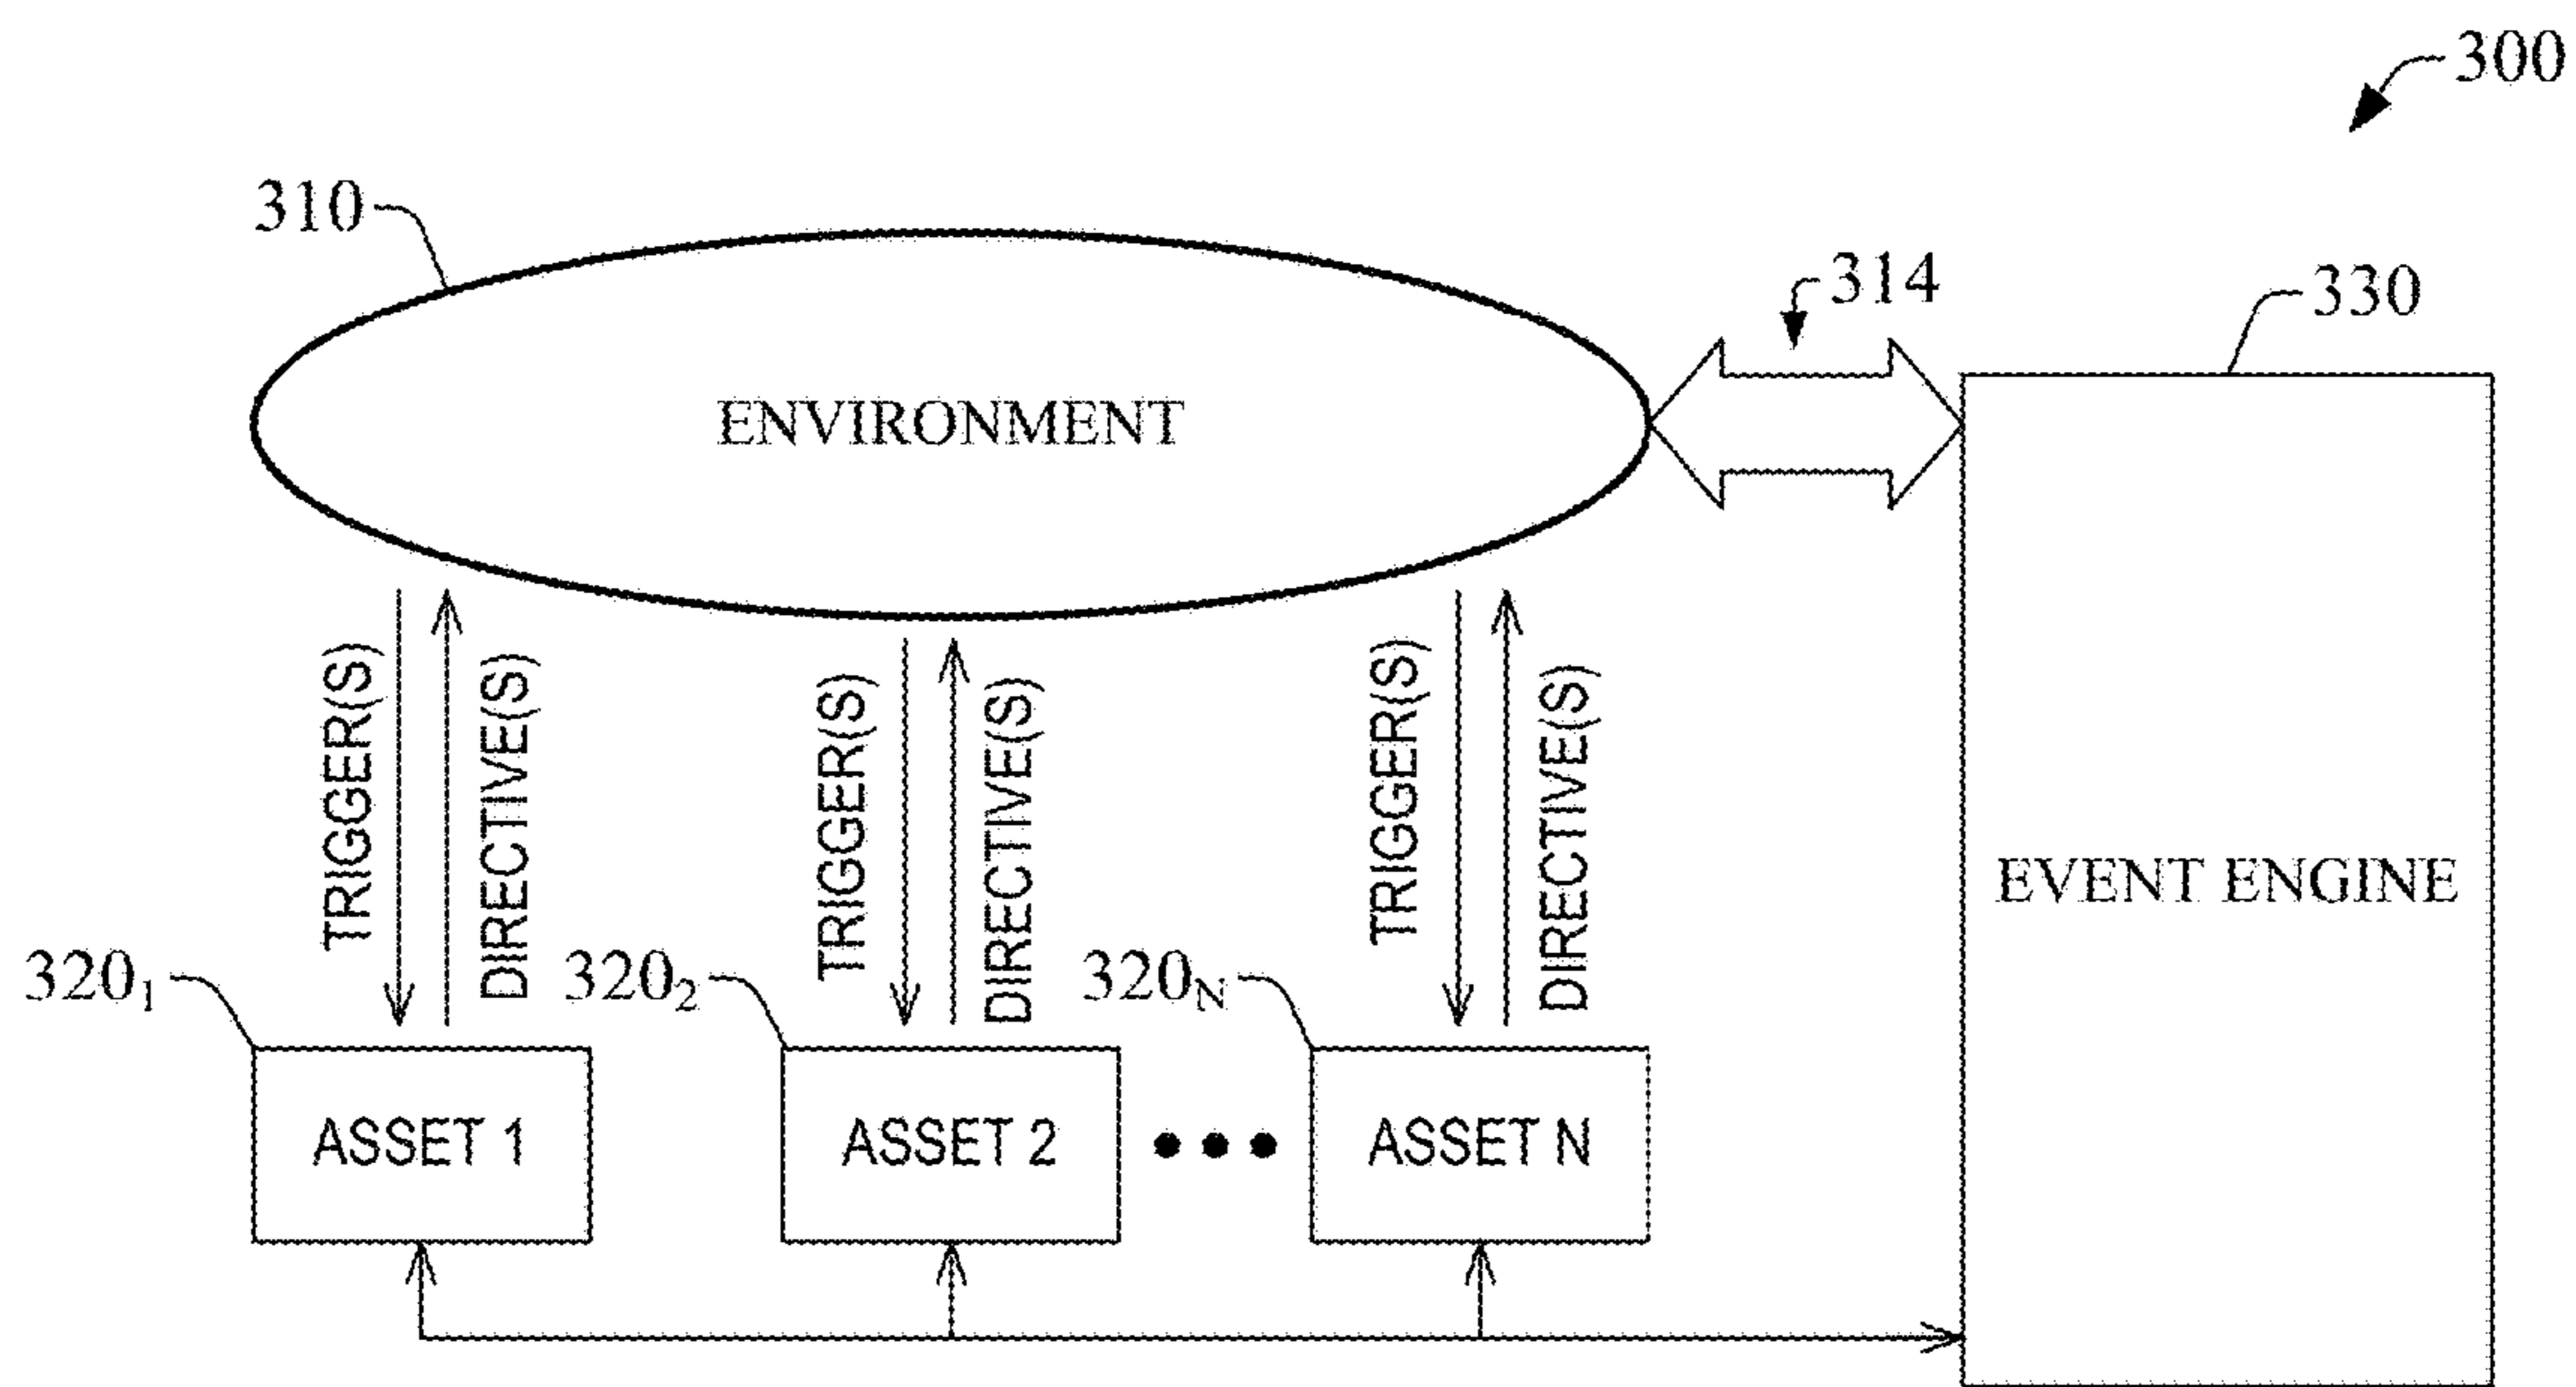 300
310
314
330
ENVIRONMENT
TRIGGER(S)
DIRECTIVE(S)
TRIGGER(S)
DIRECTIVE(S)
TRIGGER(S)
DIRECTIVE(S)
EVENT ENGINE
320₁
320₂
320_N
ASSET 1
ASSET 2
ASSET N